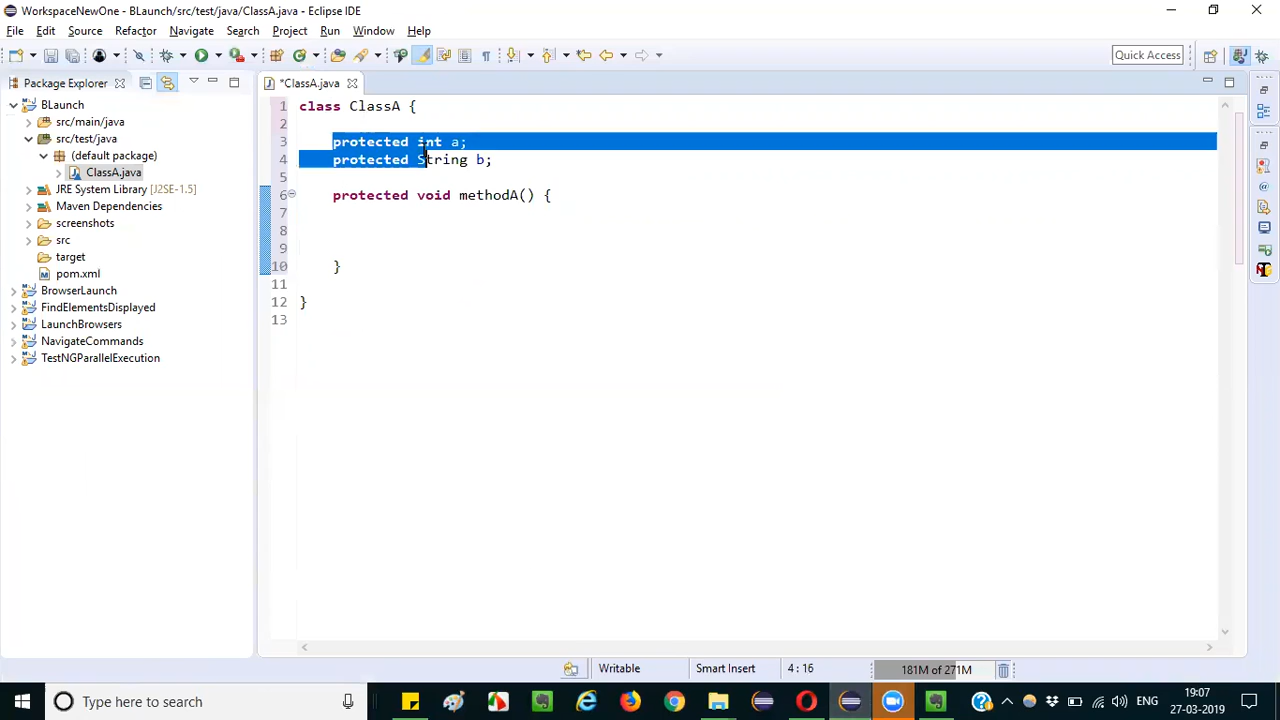 WorkspaceNewOne - BLaunch/src/test/java/ClassA.java - Eclipse IDE
File Edit Source Refactor Navigate Search Project Run Window Help
Quick Access
Package Explorer
*ClassA.java
BLaunch
src/main/java
src/test/java
(default package)
ClassA.java
JRE System Library [J2SE-1.5]
Maven Dependencies
screenshots
src
target
pom.xml
BrowserLaunch
FindElementsDisplayed
LaunchBrowsers
NavigateCommands
TestNGParallelExecution
1 class ClassA {
2
3 protected int a;
4 protected String b;
5
6 protected void methodA() {
7
8
9
10 }
11
12 }
13
Writable Smart Insert 4 : 16 181M of 271M
Type here to search
ENG
19:07
27-03-2019